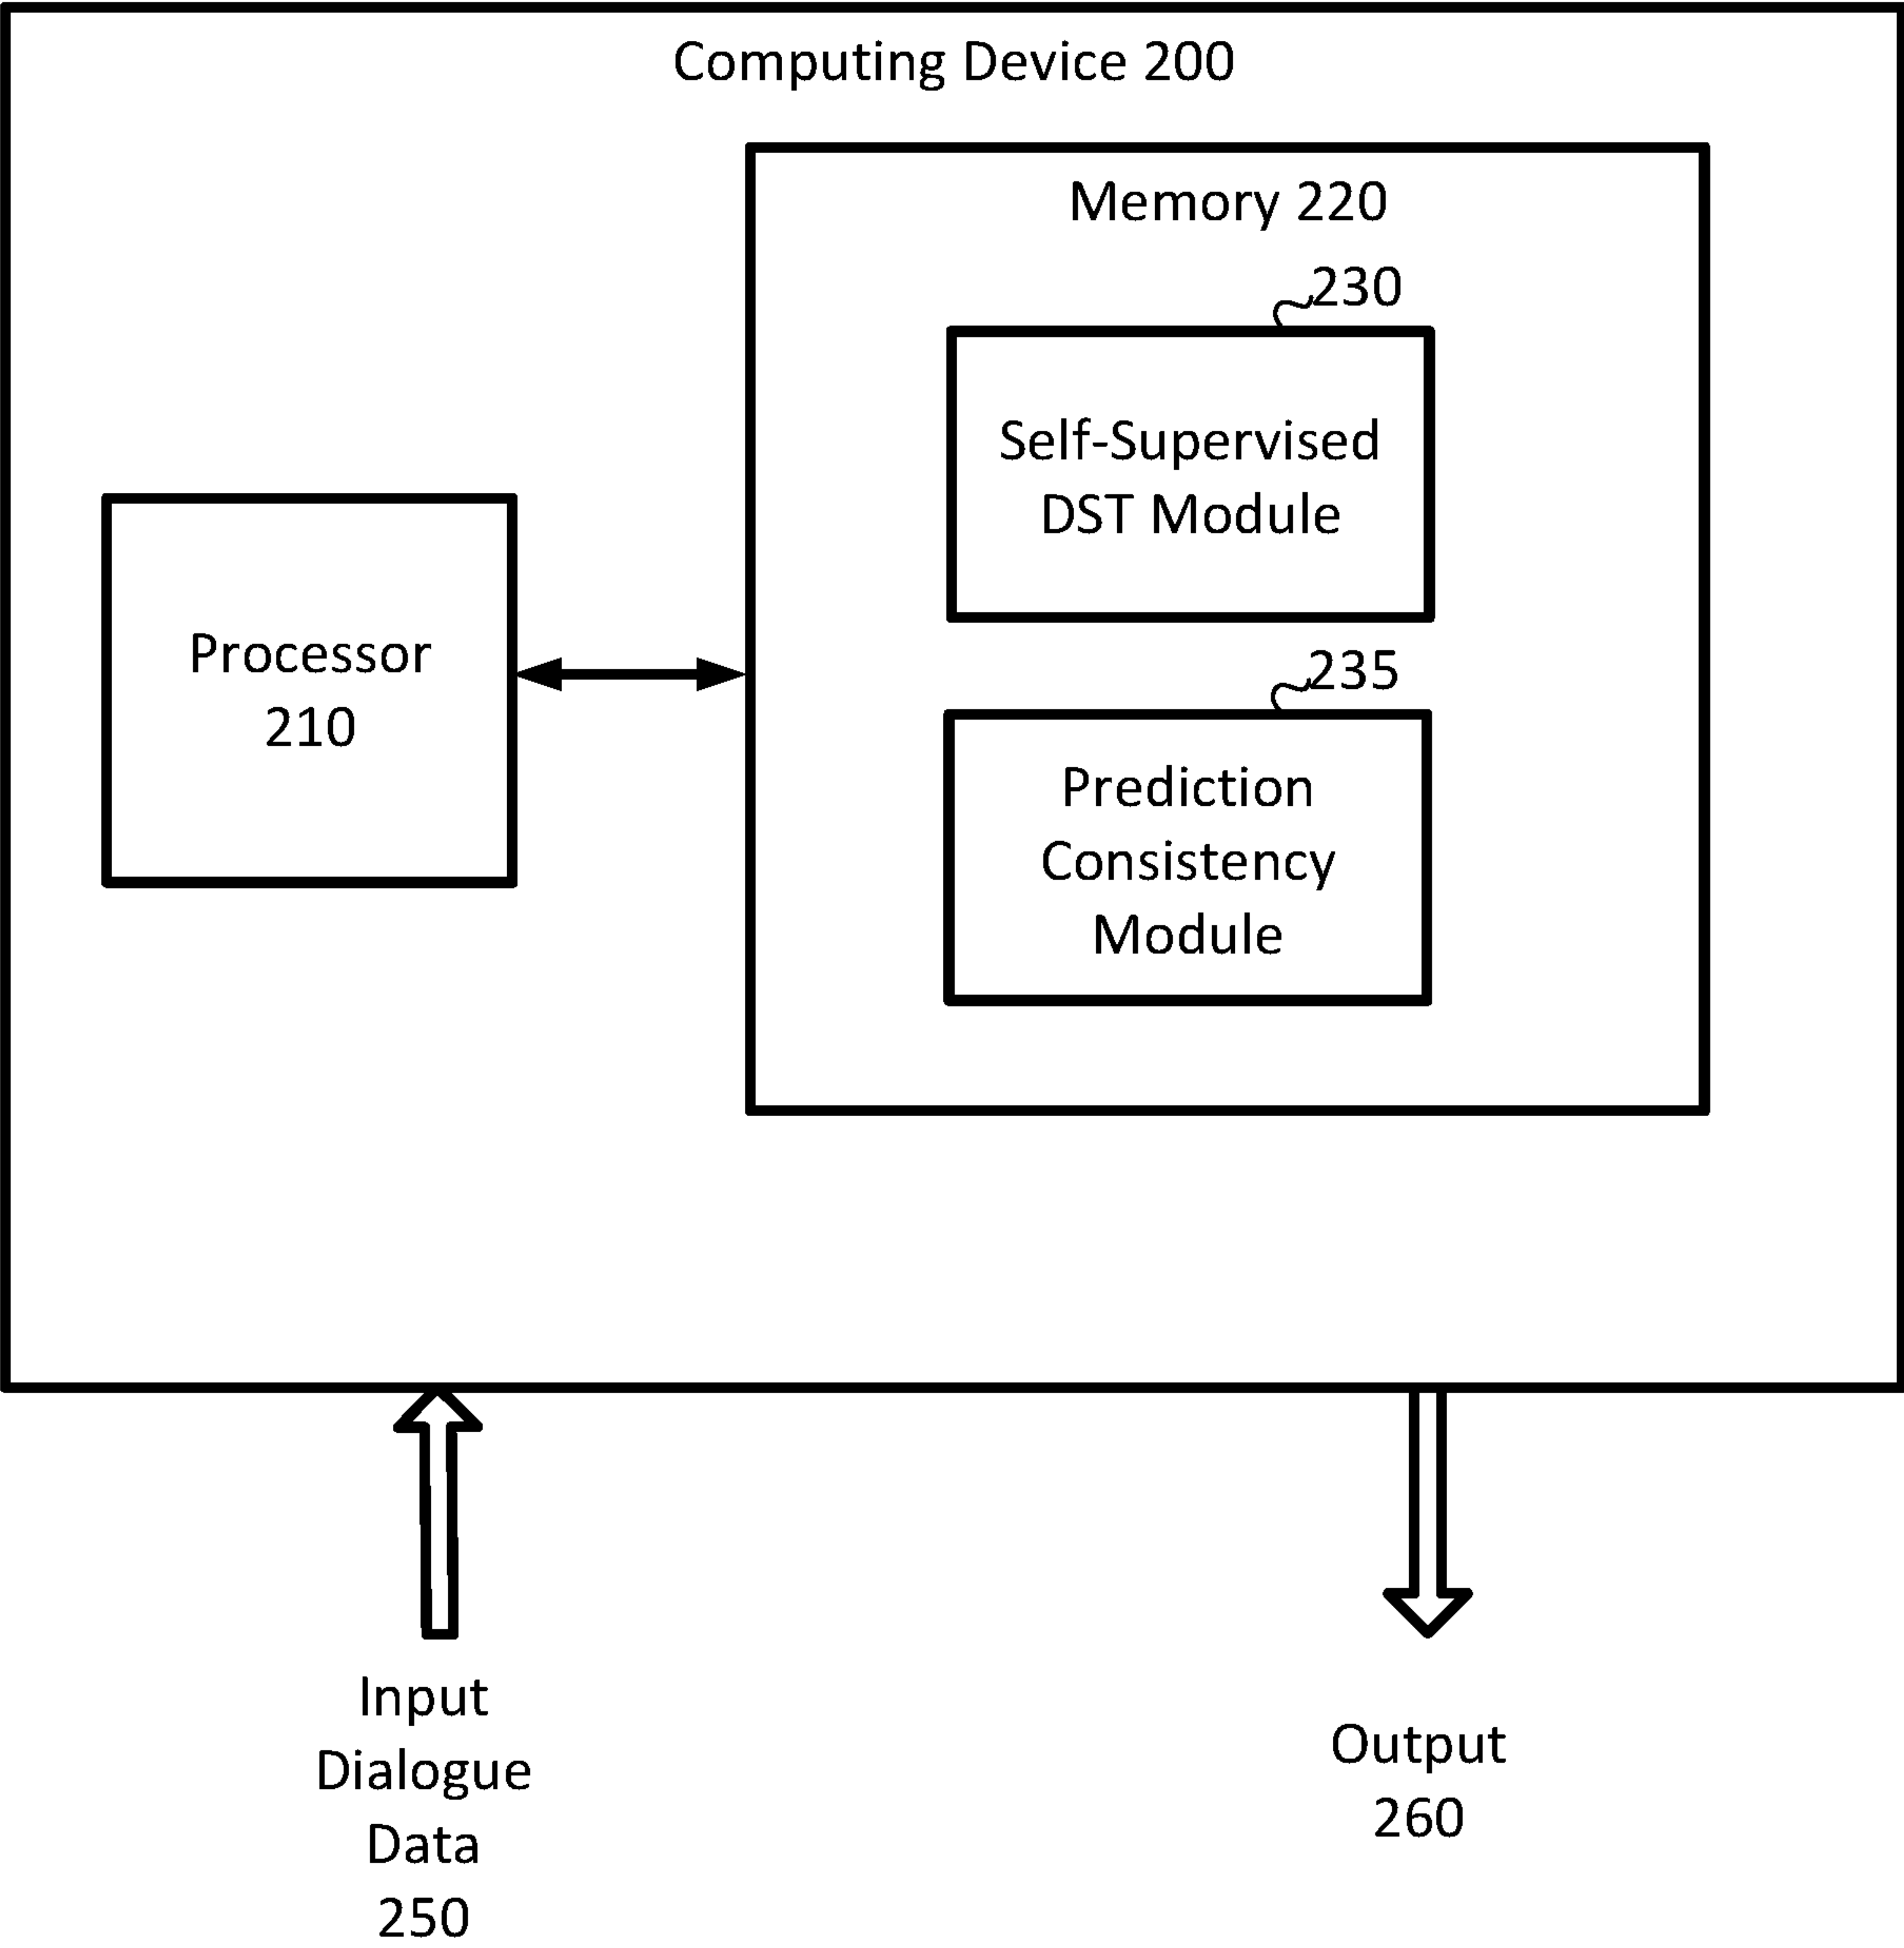 Computing Device 200
Memory 220
230
Self-Supervised
DST Module
Processor
210
235
Prediction
Consistency
Module
Input
Dialogue
Data
250
Output
260